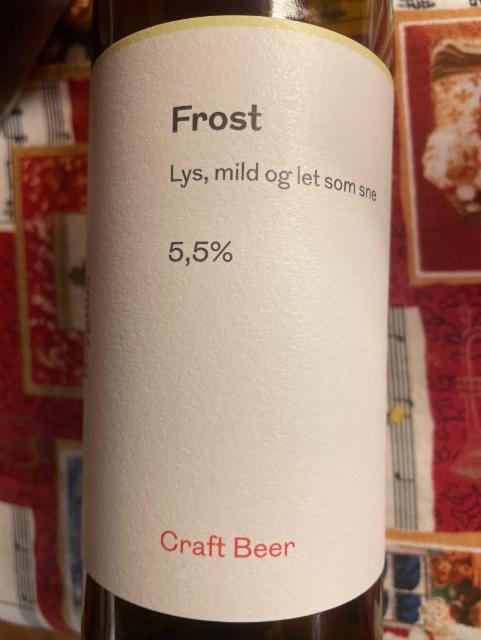 Frost
Lys, mild og let som sne
5,5%
Craft Beer